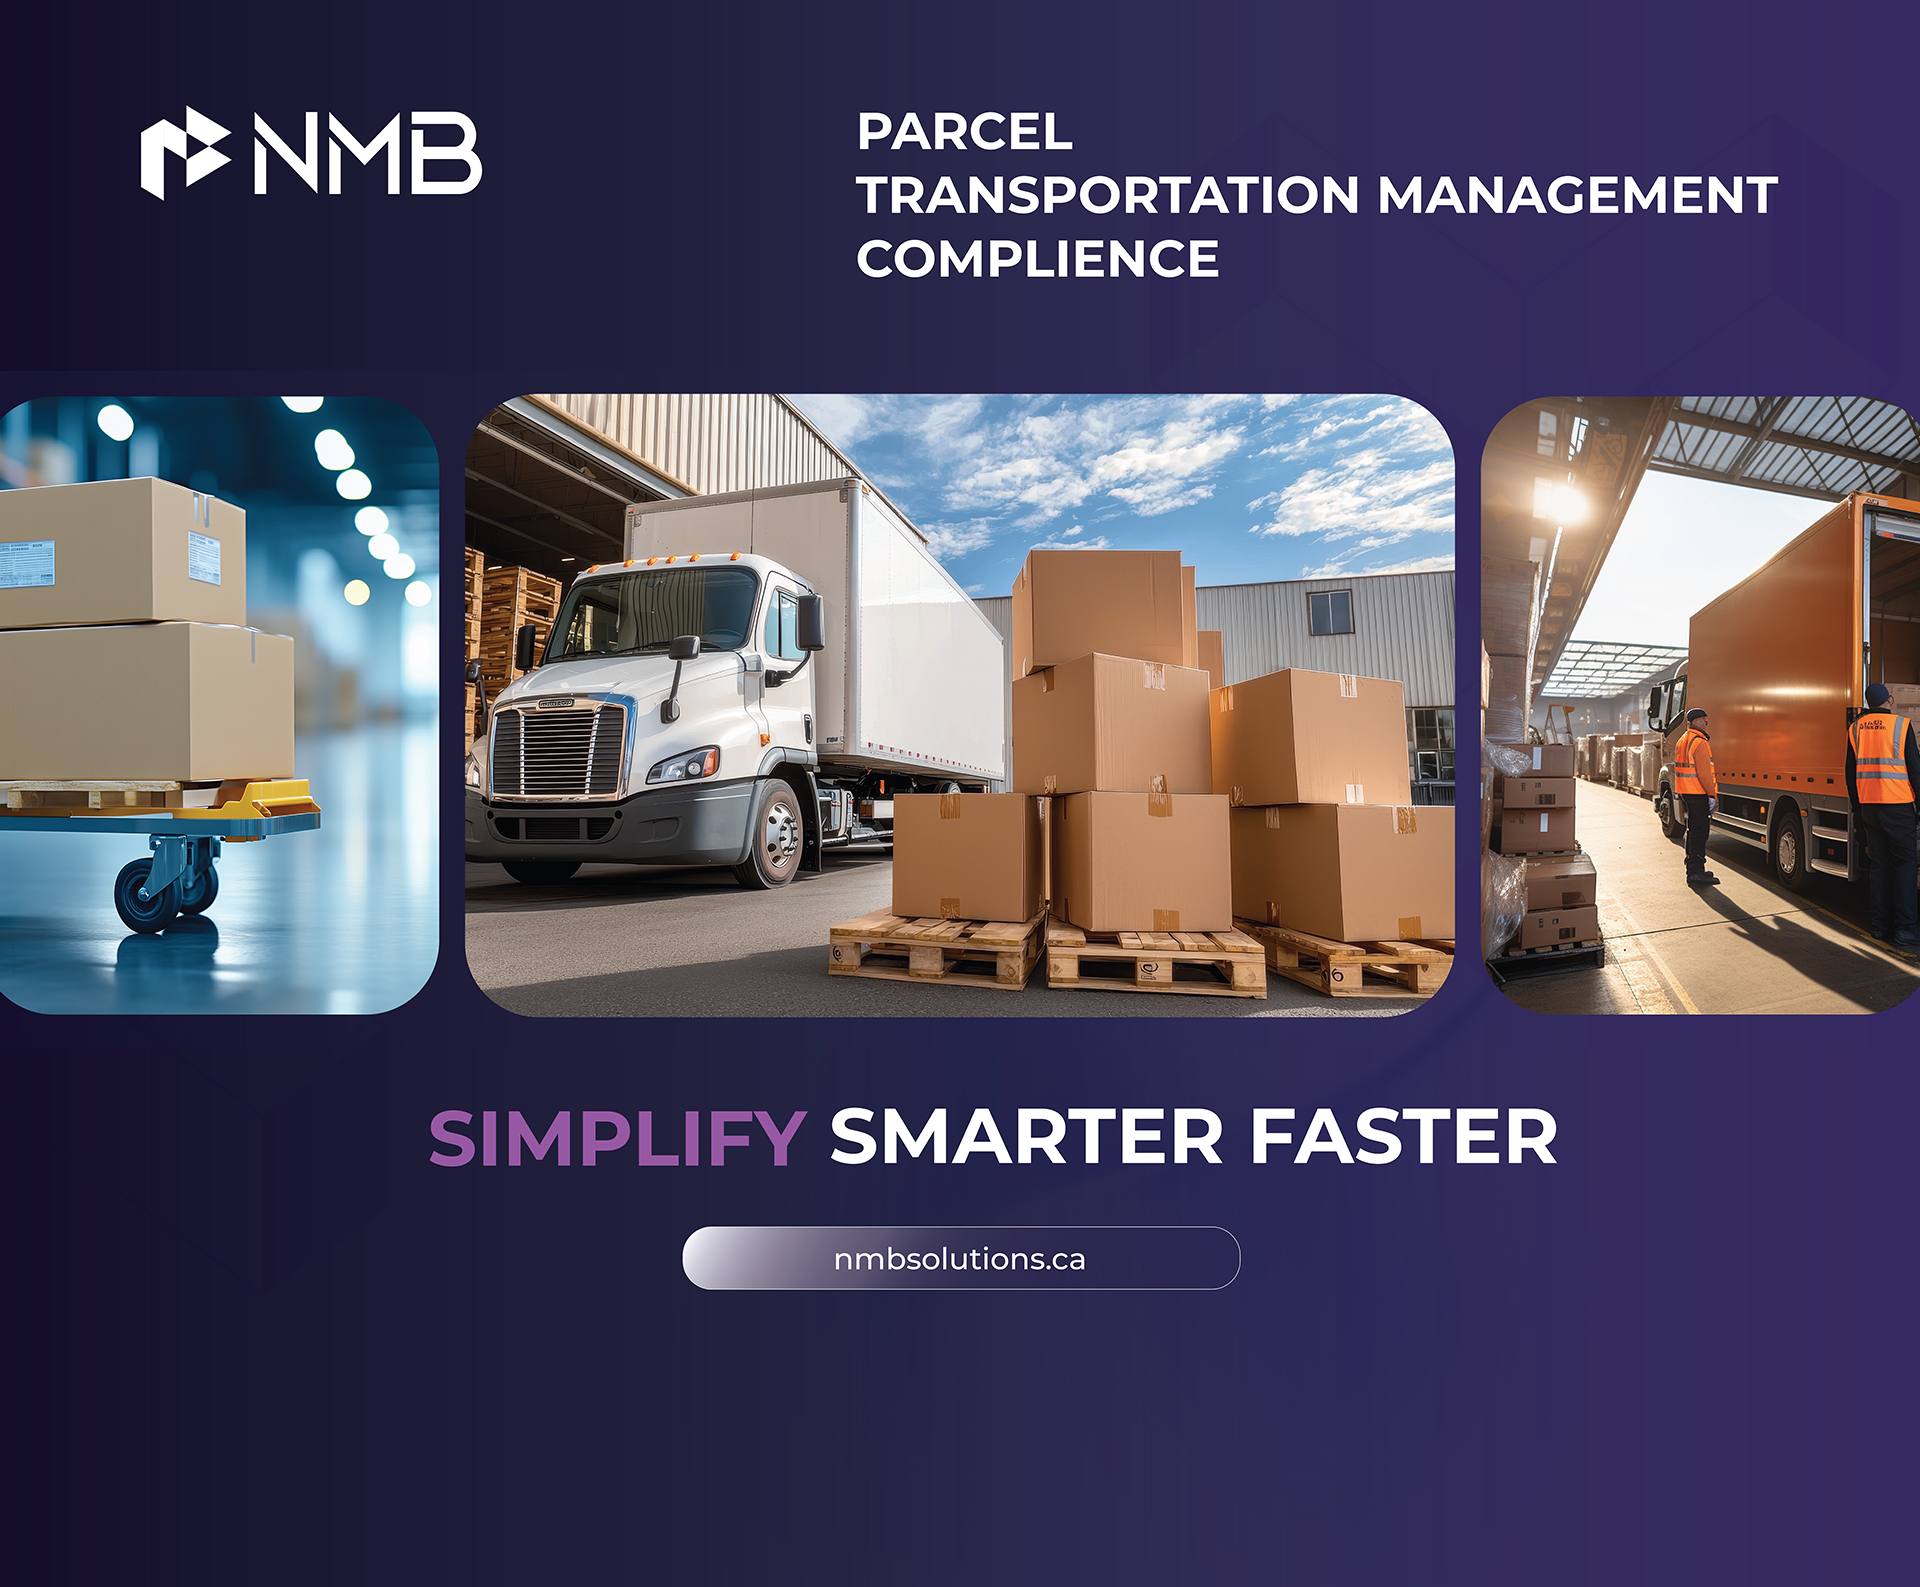 NMB
PARCEL
TRANSPORTATION MANAGEMENT
COMPLIENCE
SIMPLIFY SMARTER FASTER
nmbsolutions.ca